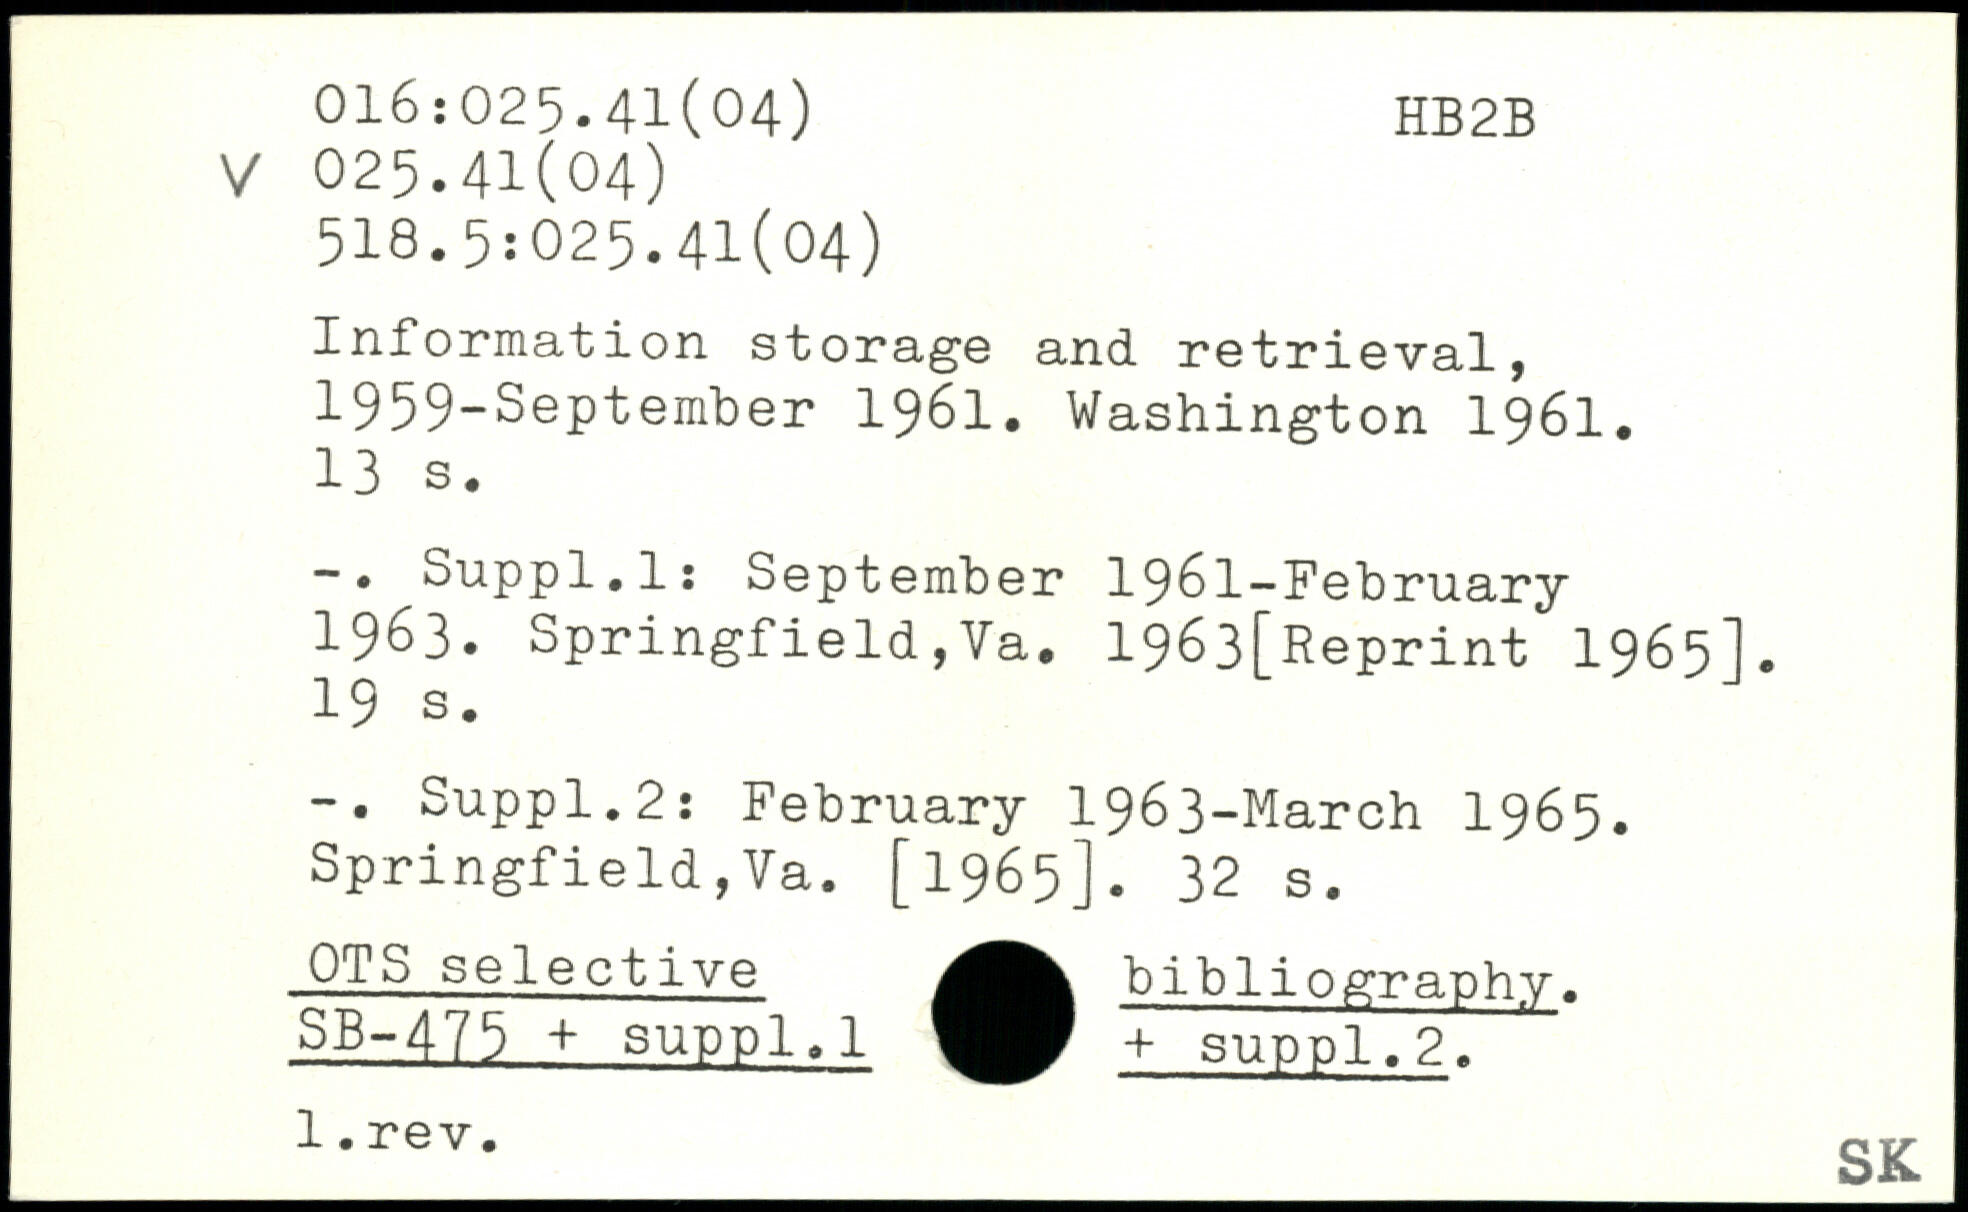 016:025.41(04) HB2B
V 025.41(04)
518.5:025.41(04)
Information storage and retrieval,
1959-September 1961. Washington 1961.
13 s.
-. Suppl.1: September 1961-February
1963. Springfield,Va. 1963[Reprint 1965].
19 s.
-. Suppl.2: February 1963-March 1965.
Springfield,Va. [1965]. 32 s.
OTS selective bibliography.
SB-475 + suppl.1 + suppl.2.
1.rev.
SK